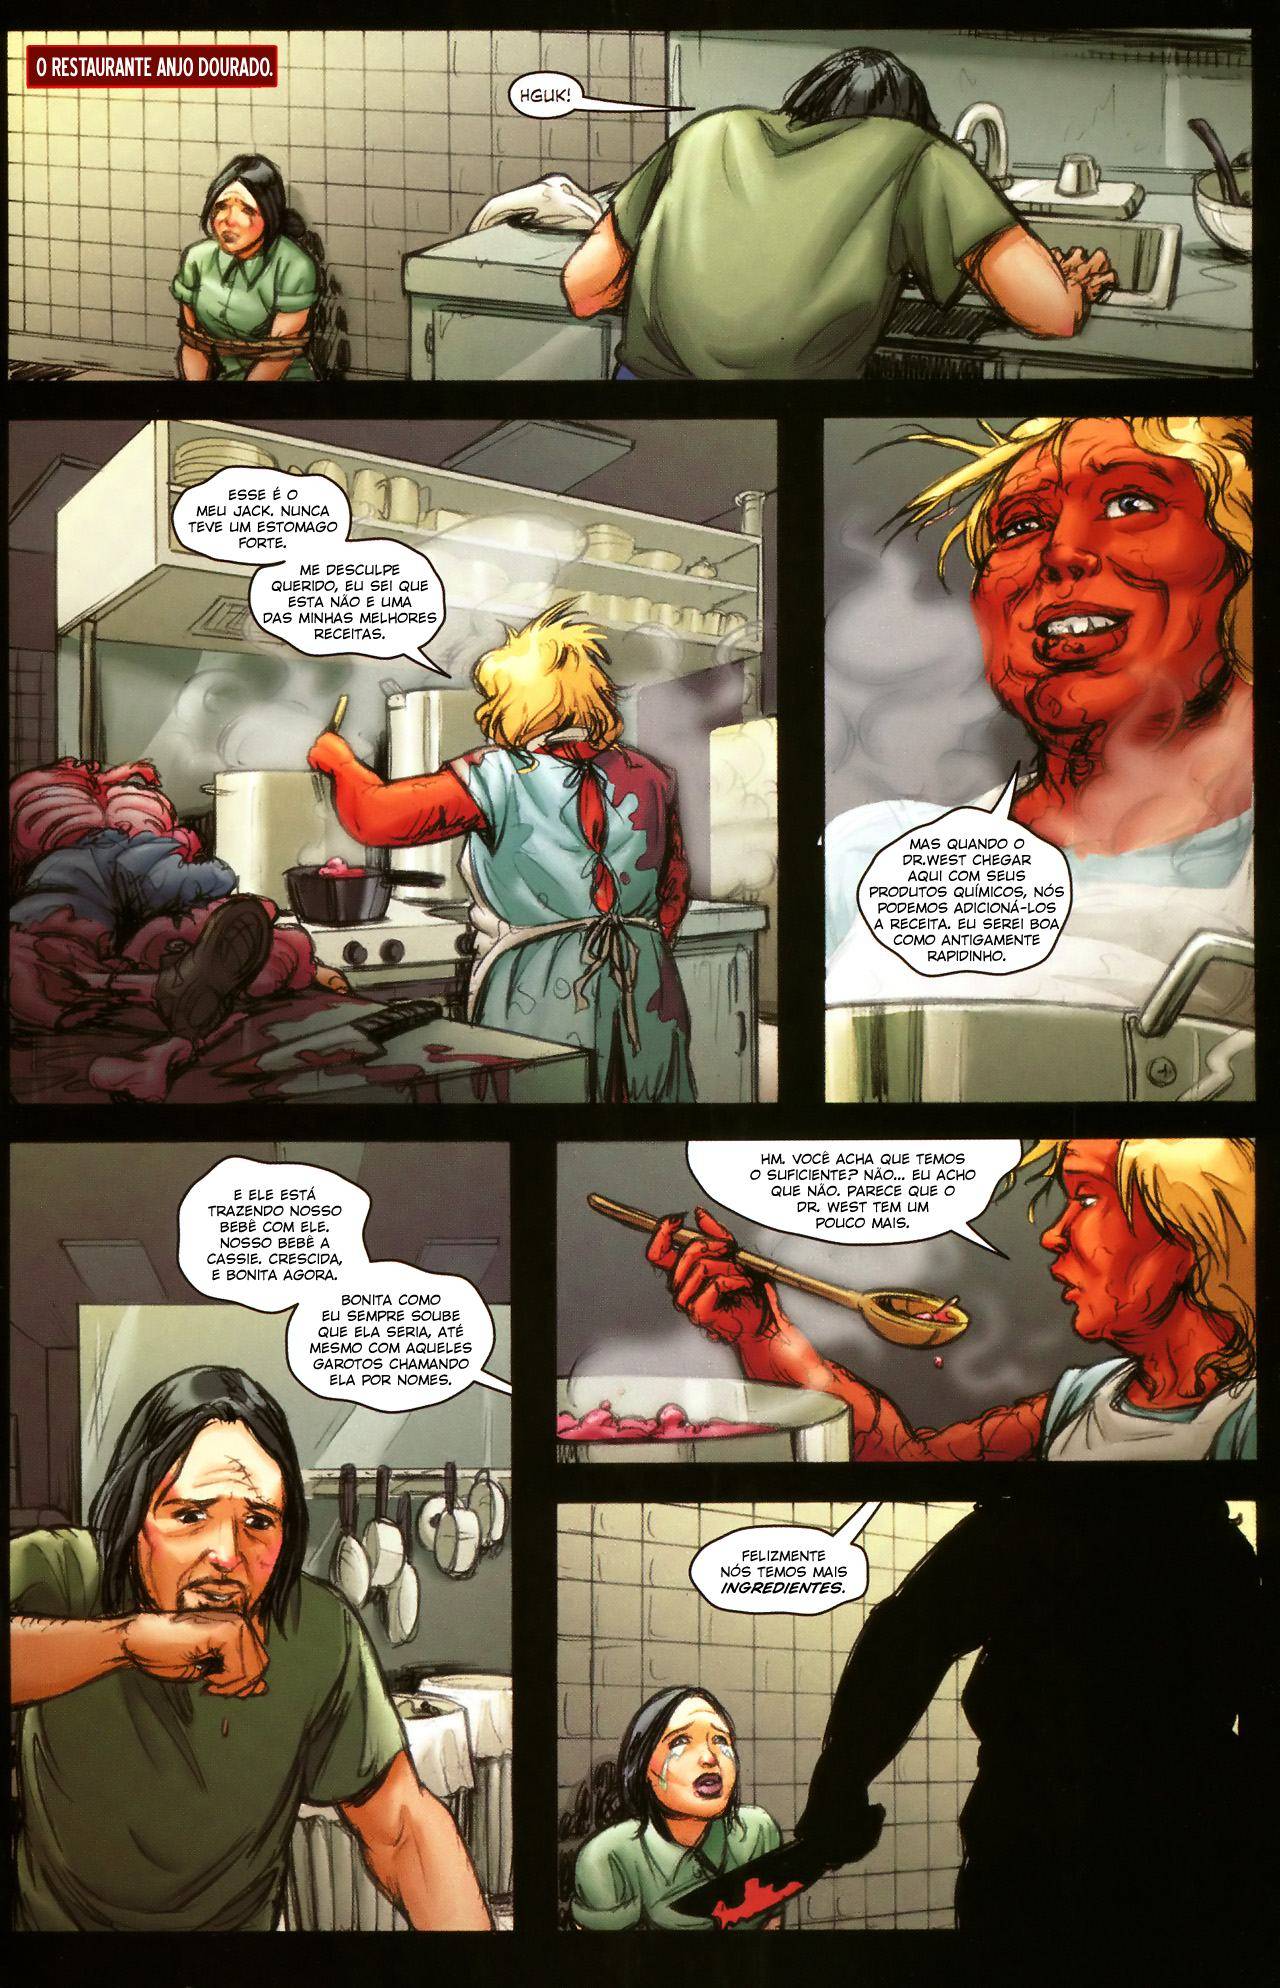 O RESTAURANTE ANJO DOURADO.
HGUK!
ESSE É O
MEU JACK. NUNCA
TEVE UM ESTOMAGO
FORTE.
ME DESCULPE
QUERIDO, EU SEI QUE
ESTA NÃO E UMA
DAS MINHAS MELHORES
RECEITAS.
MAS QUANDO O
DR.WEST CHEGAR
AQUI COM SEUS
PRODUTOS QUÍMICOS, NÓS
PODEMOS ADICIONÁ-LOS
A RECEITA. EU SEREI BOA
COMO ANTIGAMENTE
RAPIDINHO.
E ELE ESTÁ
TRAZENDO NOSSO
BEBÊ COM ELE.
NOSSO BEBÊ A
CASSIE. CRESCIDA,
E BONITA AGORA.
BONITA COMO
EU SEMPRE SOUBE
QUE ELA SERIA, ATÉ
MESMO COM AQUELES
GAROTOS CHAMANDO
ELA POR NOMES.
HM. VOCÊ ACHA QUE TEMOS
O SUFICIENTE? NÃO... EU ACHO
QUE NÃO. PARECE QUE O
DR. WEST TEM UM
POUCO MAIS.
FELIZMENTE
NÓS TEMOS MAIS
INGREDIENTES.